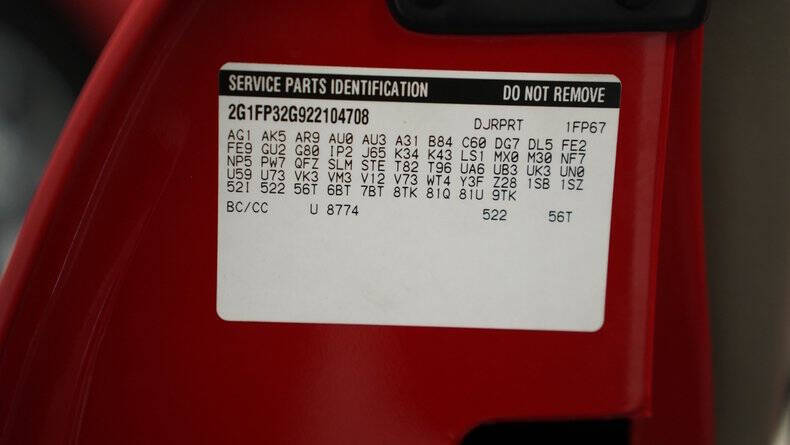 SERVICE PARTS IDENTIFICATION DO NOT REMOVE
2G1FP32G922104708 DJRPRT 1FP67
AG1 AK5 AR9 AU0 AU3 A31 B84 C60 DG7 DL5 FE2
FE9 GU2 G80 IP2 J65 K34 K43 LS1 MX0 M30 NF7
NP5 PW7 QFZ SLM STE T82 T96 UA6 UB3 UK3 UN0
U59 U73 VK3 VM3 V12 V73 WT4 Y3F Z28 1SB 1SZ
52I 522 56T 6BT 7BT 8TK 81Q 81U 9TK
BC/CC U 8774 522 56T